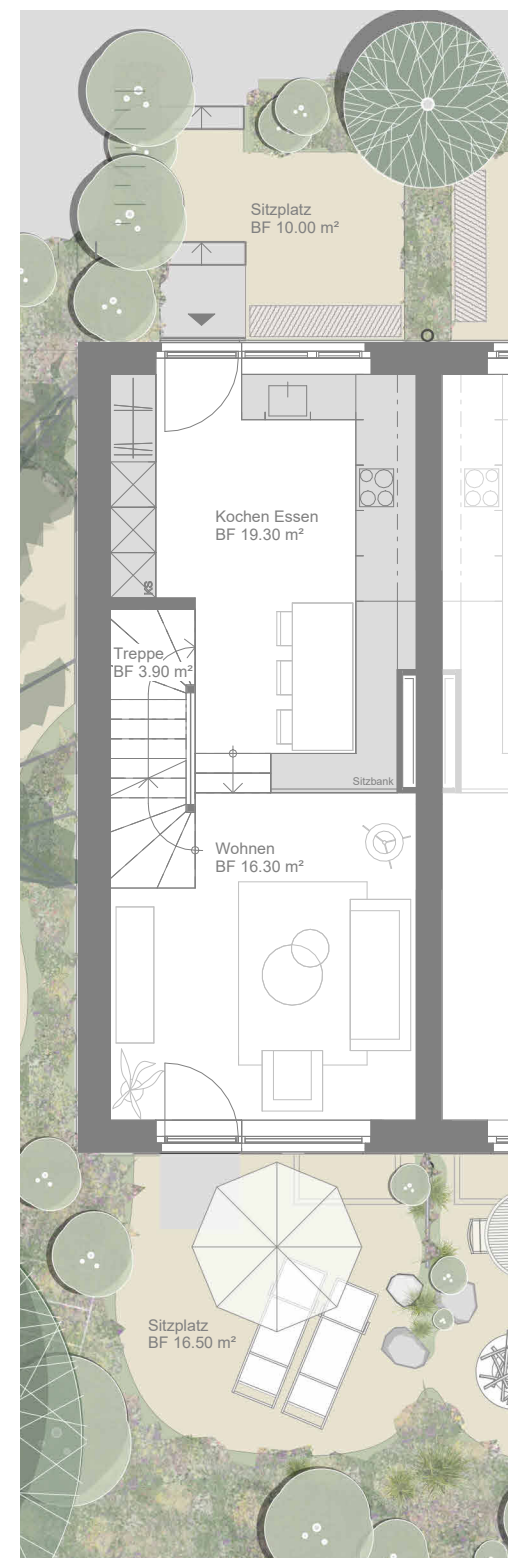 Sitzplatz
BF 10.00 m²
Kochen Essen
BF 19.30 m²
KS
Treppe
BF 3.90 m²
Sitzbank
Wohnen
BF 16.30 m²
Sitzplatz
BF 16.50 m²